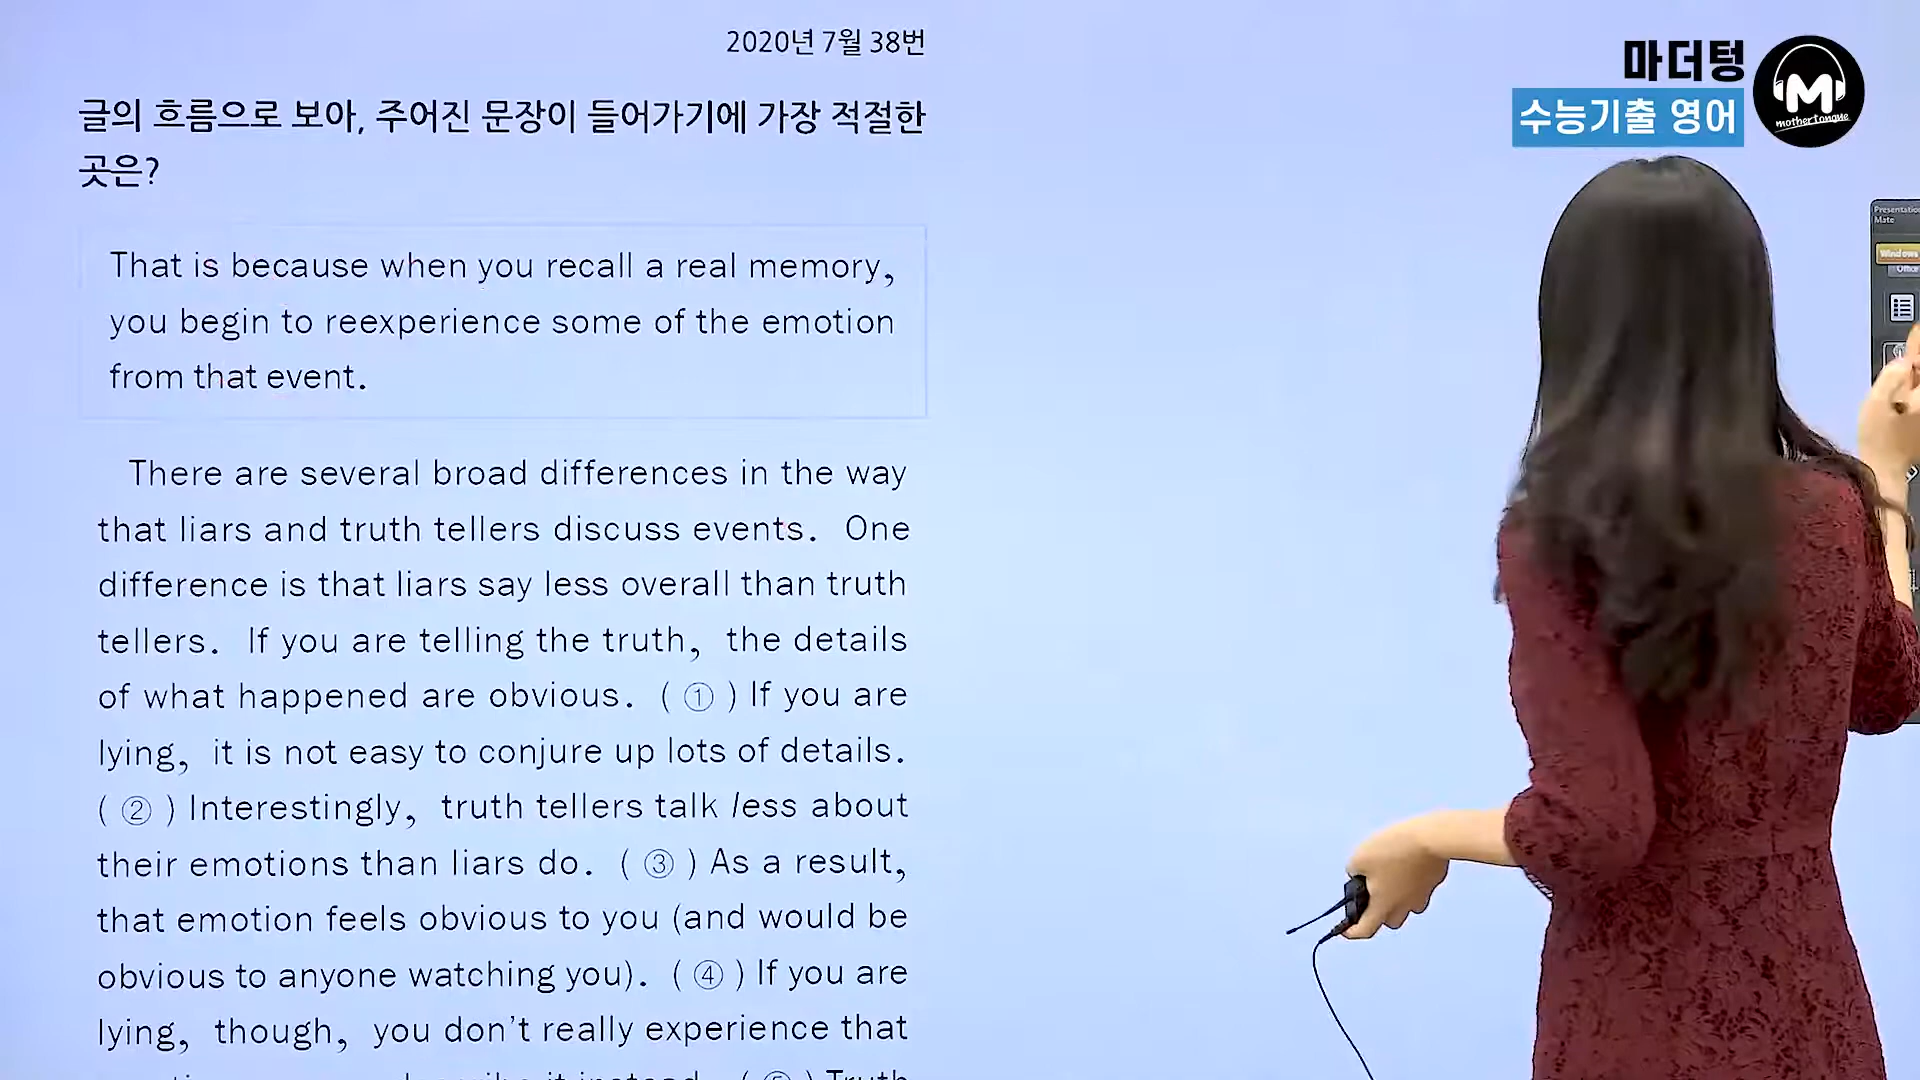 2020년 7월 38번
마더텅
수능기출 영어
mothertongue
글의 흐름으로 보아, 주어진 문장이 들어가기에 가장 적절한
곳은?
That is because when you recall a real memory,
you begin to reexperience some of the emotion
from that event.
There are several broad differences in the way
that liars and truth tellers discuss events. One
difference is that liars say less overall than truth
tellers. If you are telling the truth, the details
of what happened are obvious. ( ① ) If you are
lying, it is not easy to conjure up lots of details.
( ② ) Interestingly, truth tellers talk less about
their emotions than liars do. ( ③ ) As a result,
that emotion feels obvious to you (and would be
obvious to anyone watching you). ( ④ ) If you are
lying, though, you don't really experience that
Presentation
Mate
Windows
Office